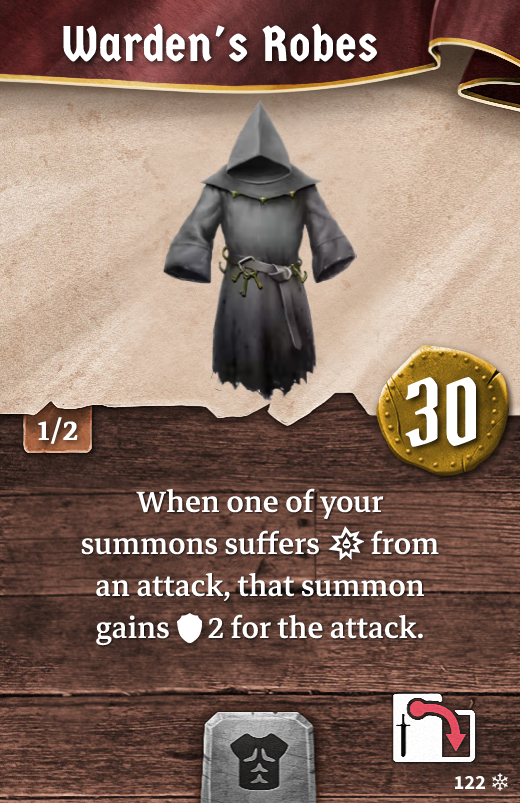 Warden's Robes
1/2
30
When one of your
summons suffers from
an attack, that summon
gains 2 for the attack.
122